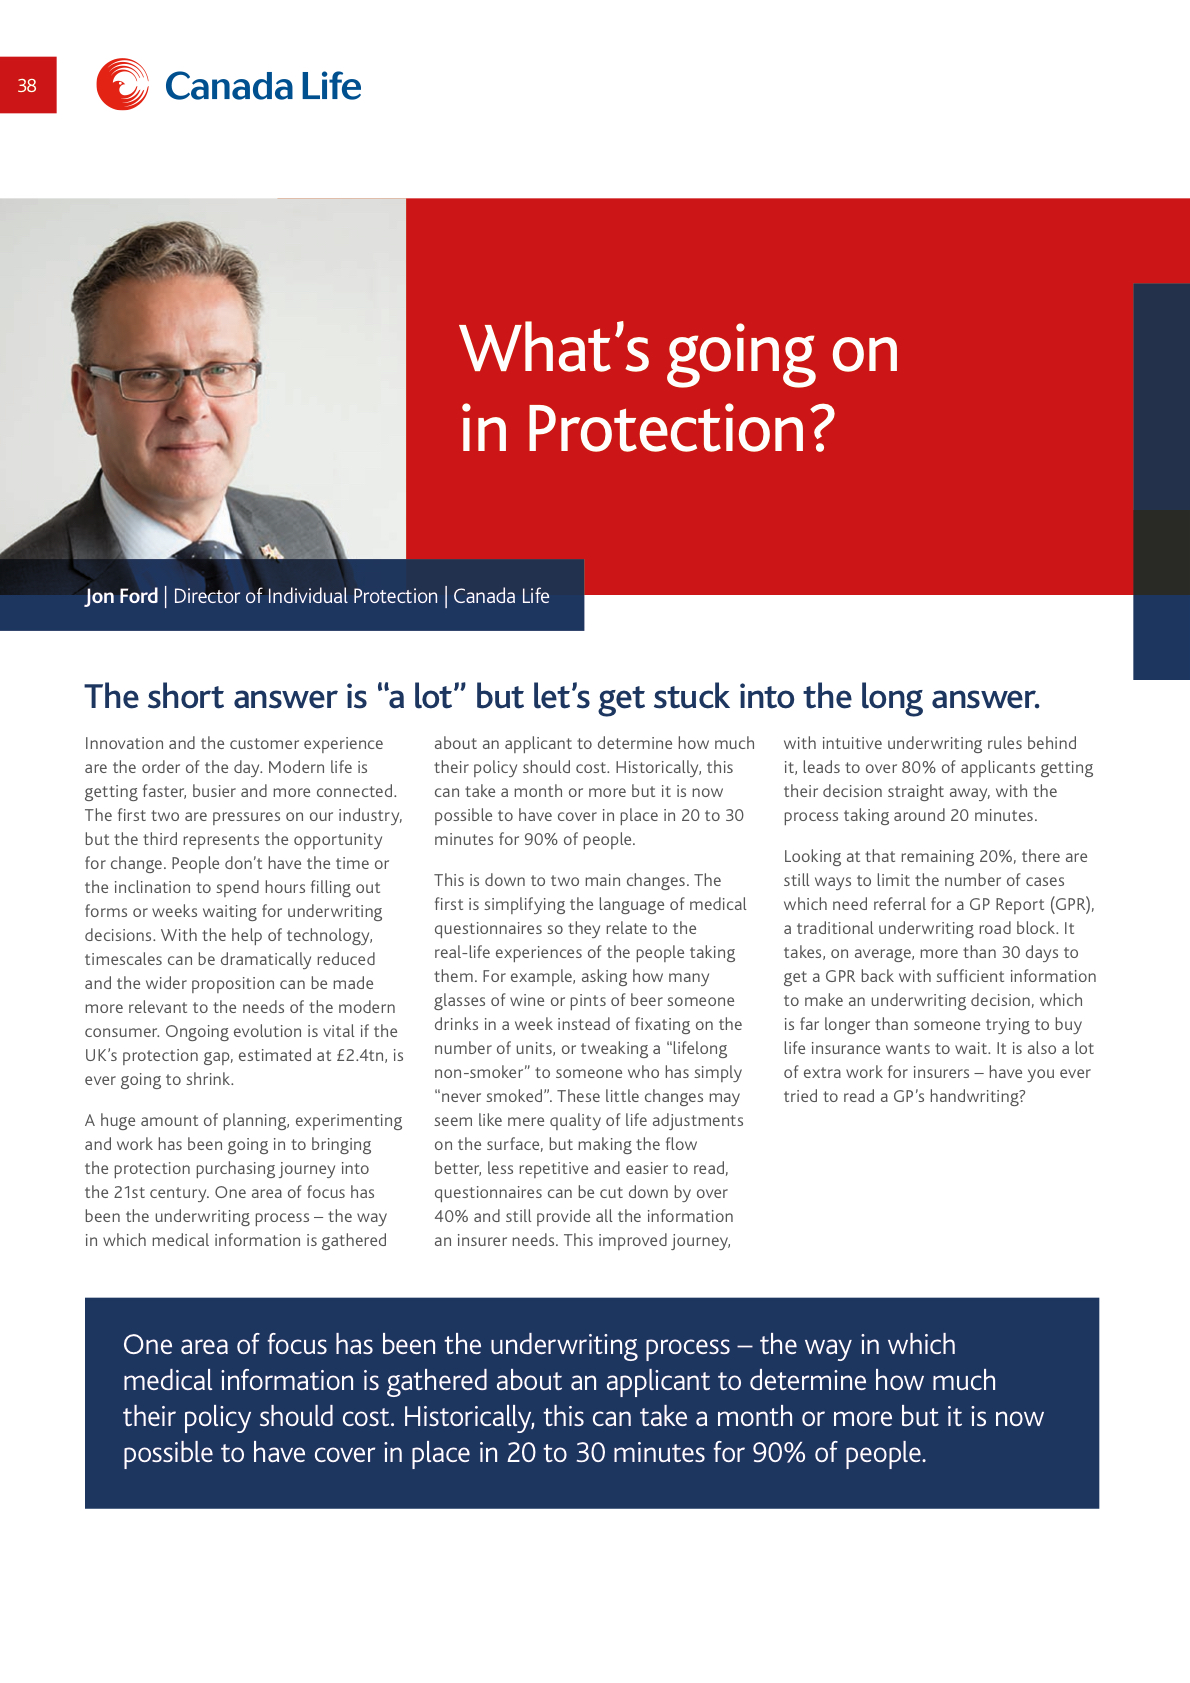 38
Canada Life
What’s going on
in Protection?
Jon Ford | Director of Individual Protection | Canada Life
The short answer is “a lot” but let’s get stuck into the long answer.
Innovation and the customer experience
are the order of the day. Modern life is
getting faster, busier and more connected.
The first two are pressures on our industry,
but the third represents the opportunity
for change. People don’t have the time or
the inclination to spend hours filling out
forms or weeks waiting for underwriting
decisions. With the help of technology,
timescales can be dramatically reduced
and the wider proposition can be made
more relevant to the needs of the modern
consumer. Ongoing evolution is vital if the
UK’s protection gap, estimated at £2.4tn, is
ever going to shrink.
A huge amount of planning, experimenting
and work has been going in to bringing
the protection purchasing journey into
the 21st century. One area of focus has
been the underwriting process – the way
in which medical information is gathered
about an applicant to determine how much
their policy should cost. Historically, this
can take a month or more but it is now
possible to have cover in place in 20 to 30
minutes for 90% of people.
This is down to two main changes. The
first is simplifying the language of medical
questionnaires so they relate to the
real-life experiences of the people taking
them. For example, asking how many
glasses of wine or pints of beer someone
drinks in a week instead of fixating on the
number of units, or tweaking a “lifelong
non-smoker” to someone who has simply
“never smoked”. These little changes may
seem like mere quality of life adjustments
on the surface, but making the flow
better, less repetitive and easier to read,
questionnaires can be cut down by over
40% and still provide all the information
an insurer needs. This improved journey,
with intuitive underwriting rules behind
it, leads to over 80% of applicants getting
their decision straight away, with the
process taking around 20 minutes.
Looking at that remaining 20%, there are
still ways to limit the number of cases
which need referral for a GP Report (GPR),
a traditional underwriting road block. It
takes, on average, more than 30 days to
get a GPR back with sufficient information
to make an underwriting decision, which
is far longer than someone trying to buy
life insurance wants to wait. It is also a lot
of extra work for insurers – have you ever
tried to read a GP’s handwriting?
One area of focus has been the underwriting process – the way in which
medical information is gathered about an applicant to determine how much
their policy should cost. Historically, this can take a month or more but it is now
possible to have cover in place in 20 to 30 minutes for 90% of people.